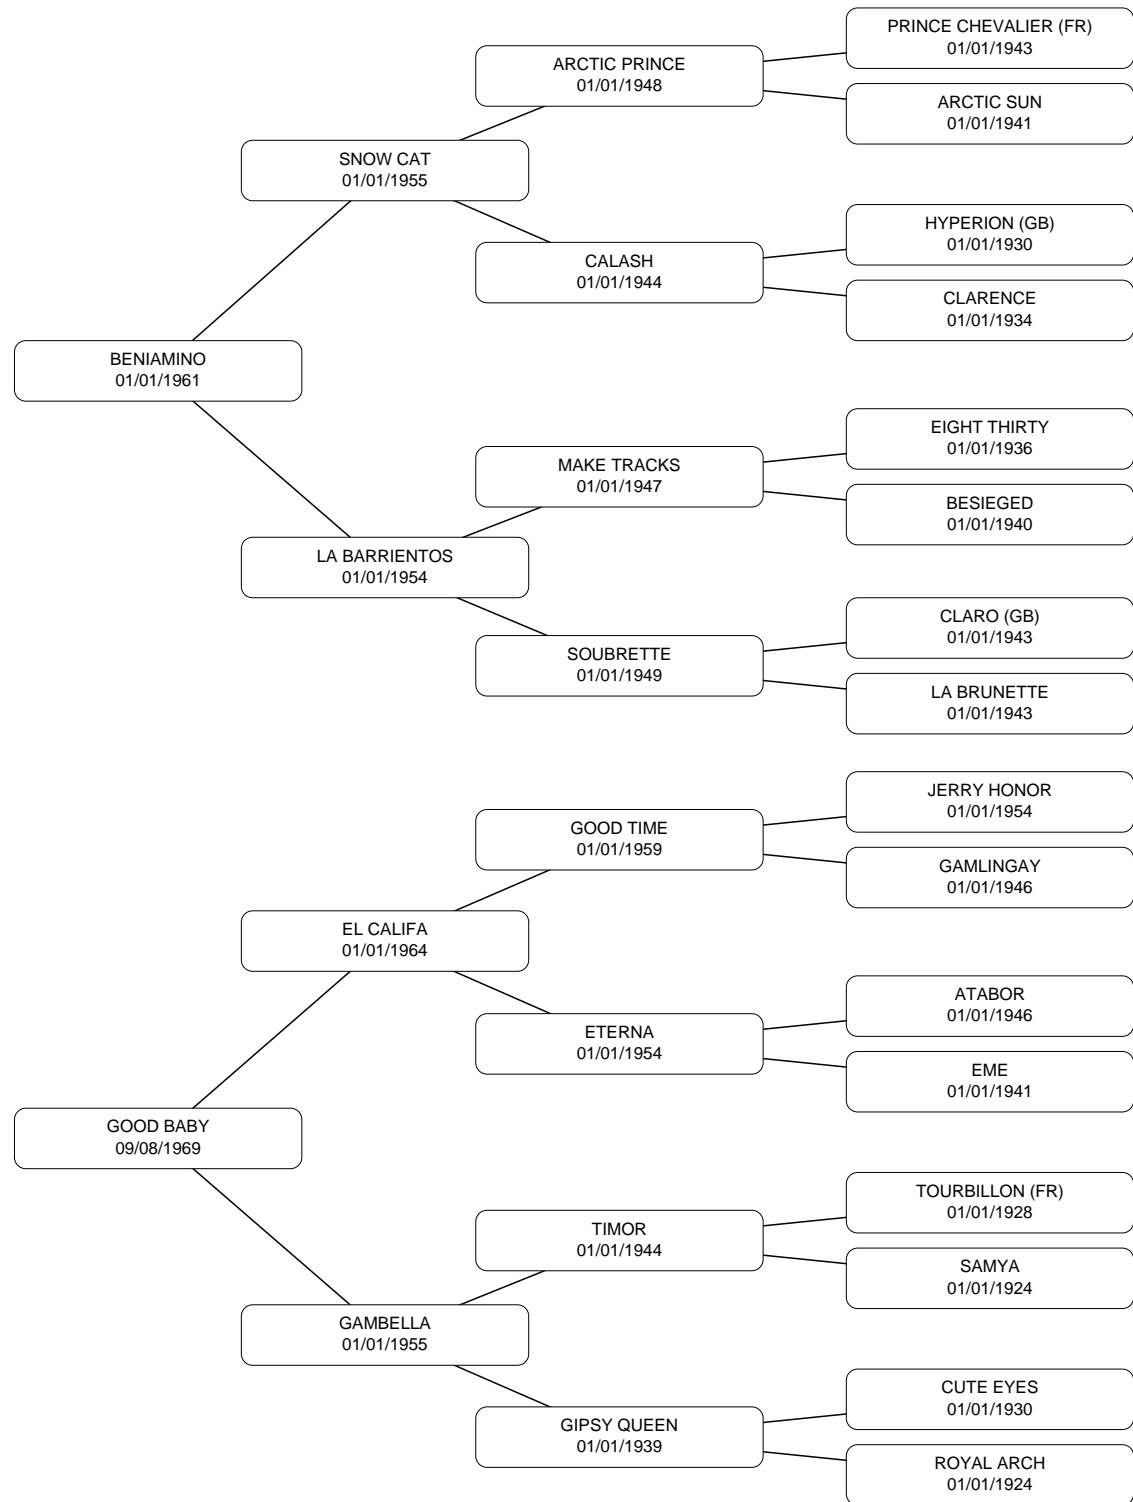 PRINCE CHEVALIER (FR)
01/01/1943
ARCTIC PRINCE
01/01/1948
ARCTIC SUN
01/01/1941
SNOW CAT
01/01/1955
HYPERION (GB)
01/01/1930
CALASH
01/01/1944
CLARENCE
01/01/1934
BENIAMINO
01/01/1961
EIGHT THIRTY
01/01/1936
MAKE TRACKS
01/01/1947
BESIEGED
01/01/1940
LA BARRIENTOS
01/01/1954
CLARO (GB)
01/01/1943
SOUBRETTE
01/01/1949
LA BRUNETTE
01/01/1943
JERRY HONOR
01/01/1954
GOOD TIME
01/01/1959
GAMLINGAY
01/01/1946
EL CALIFA
01/01/1964
ATABOR
01/01/1946
ETERNA
01/01/1954
EME
01/01/1941
GOOD BABY
09/08/1969
TOURBILLON (FR)
01/01/1928
TIMOR
01/01/1944
SAMYA
01/01/1924
GAMBELLA
01/01/1955
CUTE EYES
01/01/1930
GIPSY QUEEN
01/01/1939
ROYAL ARCH
01/01/1924